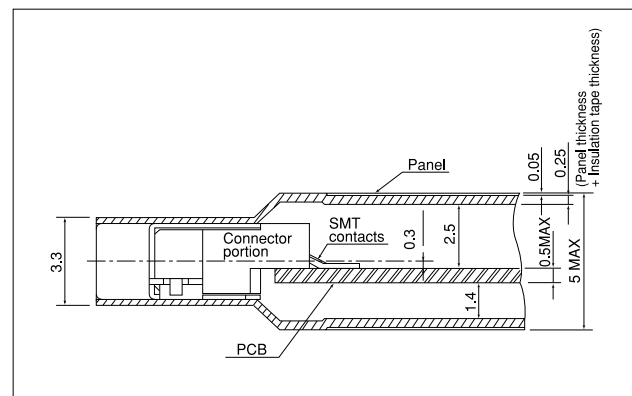 Panel
(Panel thickness
+ Insulation tape thickness)
0.05
0.25
SMT
contacts
Connector
portion
0.3
2.5
0.5MAX
5 MAX
3.3
1.4
PCB